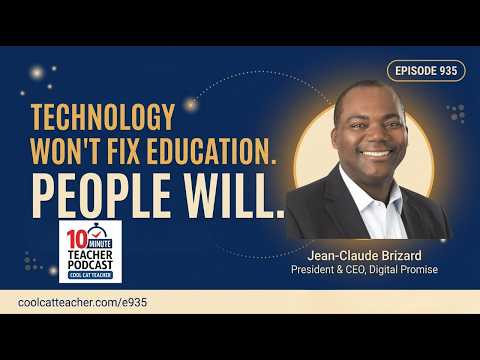 EPISODE 935
TECHNOLOGY
WON'T FIX EDUCATION.
PEOPLE WILL.
10
MINUTE
TEACHER
PODCAST
COOL CAT TEACHER
Jean-Claude Brizard
President & CEO, Digital Promise
coolcatteacher.com/e935